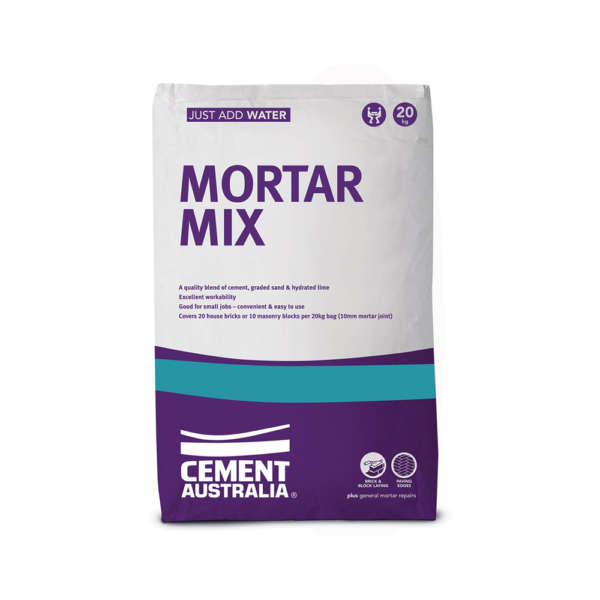 JUST ADD WATER
20
kg
MORTAR
MIX
A quality blend of cement, graded sand & hydrated lime
Excellent workability
Good for small jobs – convenient & easy to use
Covers 20 house bricks or 10 masonry blocks per 20kg bag (10mm mortar joint)
CEMENT
AUSTRALIA®
BRICK &
BLOCK LAYING
PAVING
EDGES
plus general mortar repairs